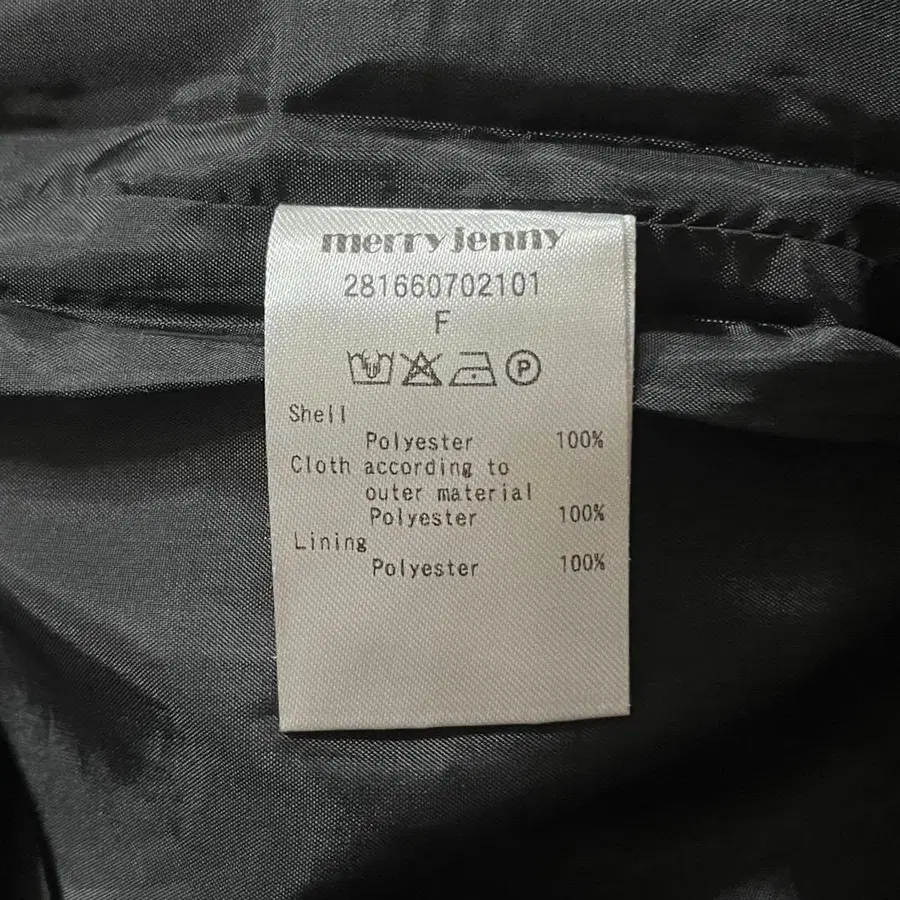 merry jenny
281660702101
F
P
Shell
Polyester 100%
Cloth according to
outer material
Polyester 100%
Lining
Polyester 100%